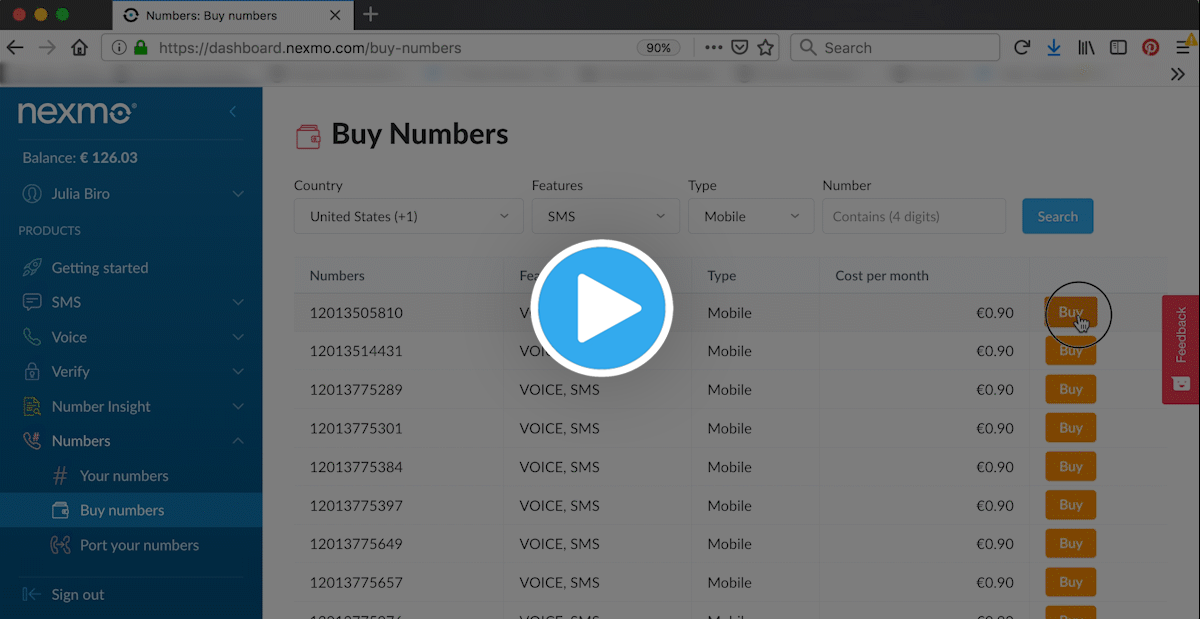 Numbers: Buy numbers
https://dashboard.nexmo.com/buy-numbers 90% Search
nexmo
Balance: € 126.03
Julia Biro
PRODUCTS
Getting started
SMS
Voice
Verify
Number Insight
Numbers
Your numbers
Buy numbers
Port your numbers
Sign out
Buy Numbers
Country Features Type Number
United States (+1) SMS Mobile Contains (4 digits) Search
Numbers Type Cost per month
12013505810 Mobile €0.90 Buy
12013514431 Mobile €0.90 Buy
12013775289 VOICE, SMS Mobile €0.90 Buy
12013775301 VOICE, SMS Mobile €0.90 Buy
12013775384 VOICE, SMS Mobile €0.90 Buy
12013775397 VOICE, SMS Mobile €0.90 Buy
12013775649 VOICE, SMS Mobile €0.90 Buy
12013775657 VOICE, SMS Mobile €0.90 Buy
Feedback